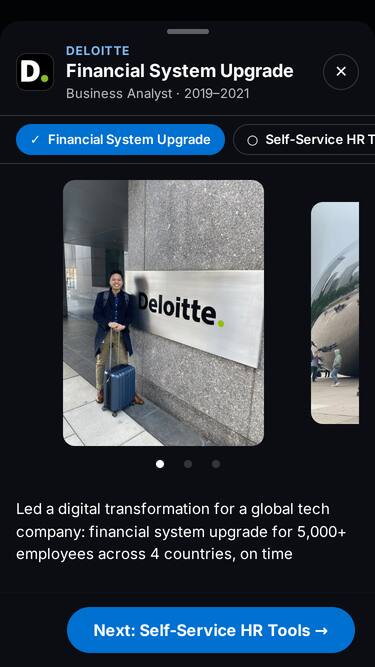 DELOITTE
D.
Financial System Upgrade
Business Analyst · 2019–2021
✓ Financial System Upgrade
Self-Service HR T
Deloitte.
Led a digital transformation for a global tech
company: financial system upgrade for 5,000+
employees across 4 countries, on time
Next: Self-Service HR Tools →